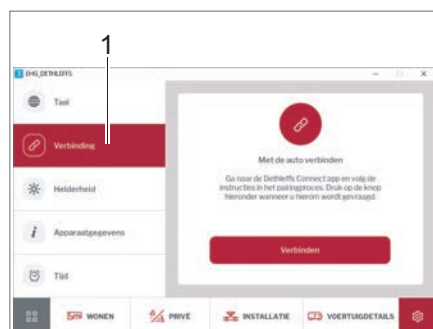 1
EHG_DETHLEFFS
Taal
Verbinding
Helderheid
Apparaatgegevens
Tijd
Met de auto verbinden
Ga naar de Dethleffs Connect app en volg de
instructies in het pairingproces. Druk op de knop
hieronder wanneer u hierom wordt gevraagd.
Verbinden
WONEN
PRIVÉ
INSTALLATIE
VOERTUIGDETAILS